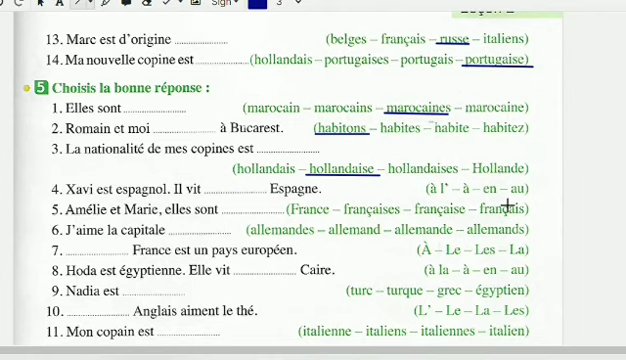 Sign
3
13. Marc est d'origine .................. (belges – français – russe – italiens)
14. Ma nouvelle copine est .................. (hollandais – portugaises – portugais – portugaise)
5 Choisis la bonne réponse :
1. Elles sont .................. (marocain – marocains – marocaines – marocaine)
2. Romain et moi .................. à Bucarest. (habitons – habites – habite – habitez)
3. La nationalité de mes copines est ..................
(hollandais – hollandaise – hollandaises – Hollande)
4. Xavi est espagnol. Il vit .................. Espagne. (à l' – à – en – au)
5. Amélie et Marie, elles sont .................. (France – françaises – française – français)
6. J'aime la capitale .................. (allemandes – allemand – allemande – allemands)
7. .................. France est un pays européen. (À – Le – Les – La)
8. Hoda est égyptienne. Elle vit .................. Caire. (à la – à – en – au)
9. Nadia est .................. (turc – turque – grec – égyptien)
10. .................. Anglais aiment le thé. (L' – Le – La – Les)
11. Mon copain est .................. (italienne – italiens – italiennes – italien)